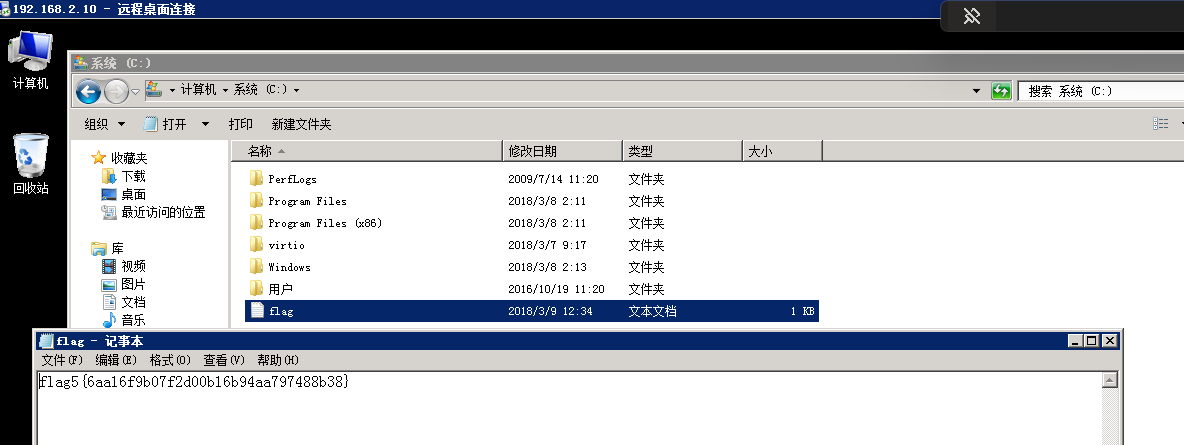 192.168.2.10 - 远程桌面连接
计算机
回收站
系统 (C:)
计算机 系统 (C:)
搜索 系统 (C:)
组织 打开 打印 新建文件夹
收藏夹
下载
桌面
最近访问的位置
库
视频
图片
文档
音乐
名称 修改日期 类型 大小
PerfLogs 2009/7/14 11:20 文件夹
Program Files 2018/3/8 2:11 文件夹
Program Files (x86) 2018/3/8 2:11 文件夹
virtio 2018/3/7 9:17 文件夹
Windows 2018/3/8 2:13 文件夹
用户 2016/10/19 11:20 文件夹
flag 2018/3/9 12:34 文本文档 1 KB
flag - 记事本
文件(F) 编辑(E) 格式(O) 查看(V) 帮助(H)
flag5{6aa16f9b07f2d00b16b94aa797488b38}